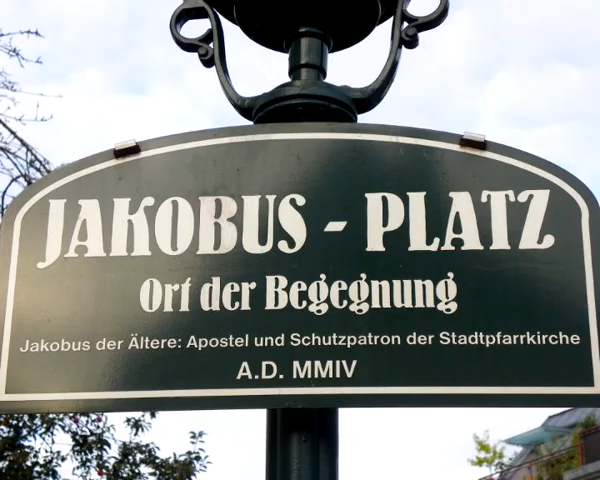 JAKOBUS - PLATZ
Ort der Begegnung
Jakobus der Ältere: Apostel und Schutzpatron der Stadtpfarrkirche
A.D. MMIV